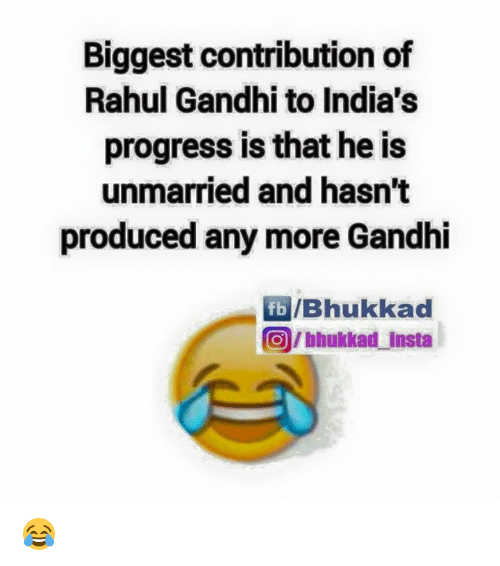 Biggest contribution of
Rahul Gandhi to India's
progress is that he is
unmarried and hasn't
produced any more Gandhi
fb/Bhukkad
/bhukkad_insta